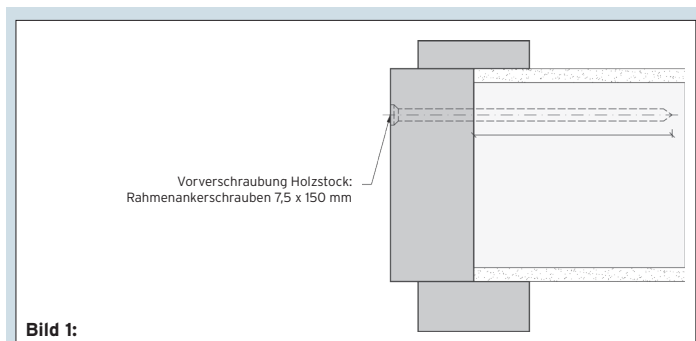 Vorverschraubung Holzstock:
Rahmenankerschrauben 7,5 x 150 mm
Bild 1: